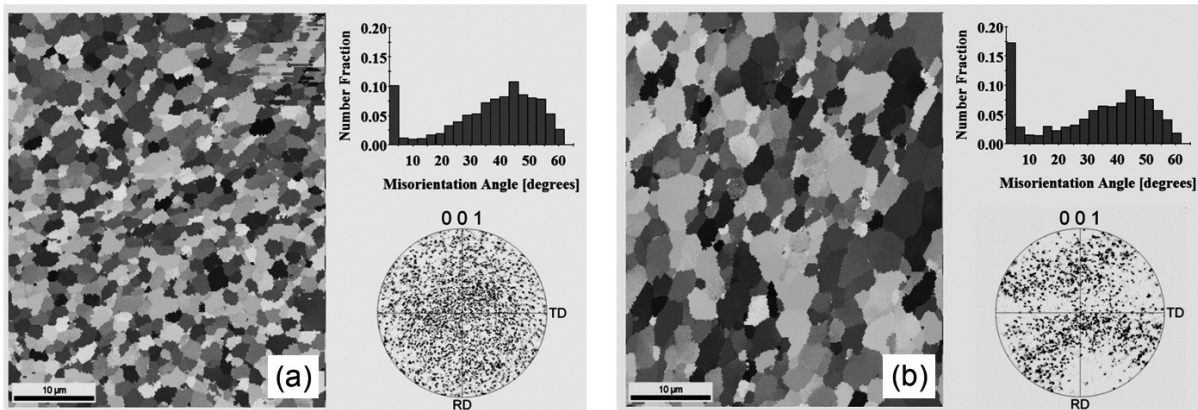 (a)
10 µm
Number Fraction
0.20
0.15
0.10
0.05
0.00
10 20 30 40 50 60
Misorientation Angle [degrees]
0 0 1
TD
RD
(b)
10 µm
Number Fraction
0.20
0.15
0.10
0.05
0.00
10 20 30 40 50 60
Misorientation Angle [degrees]
0 0 1
TD
RD